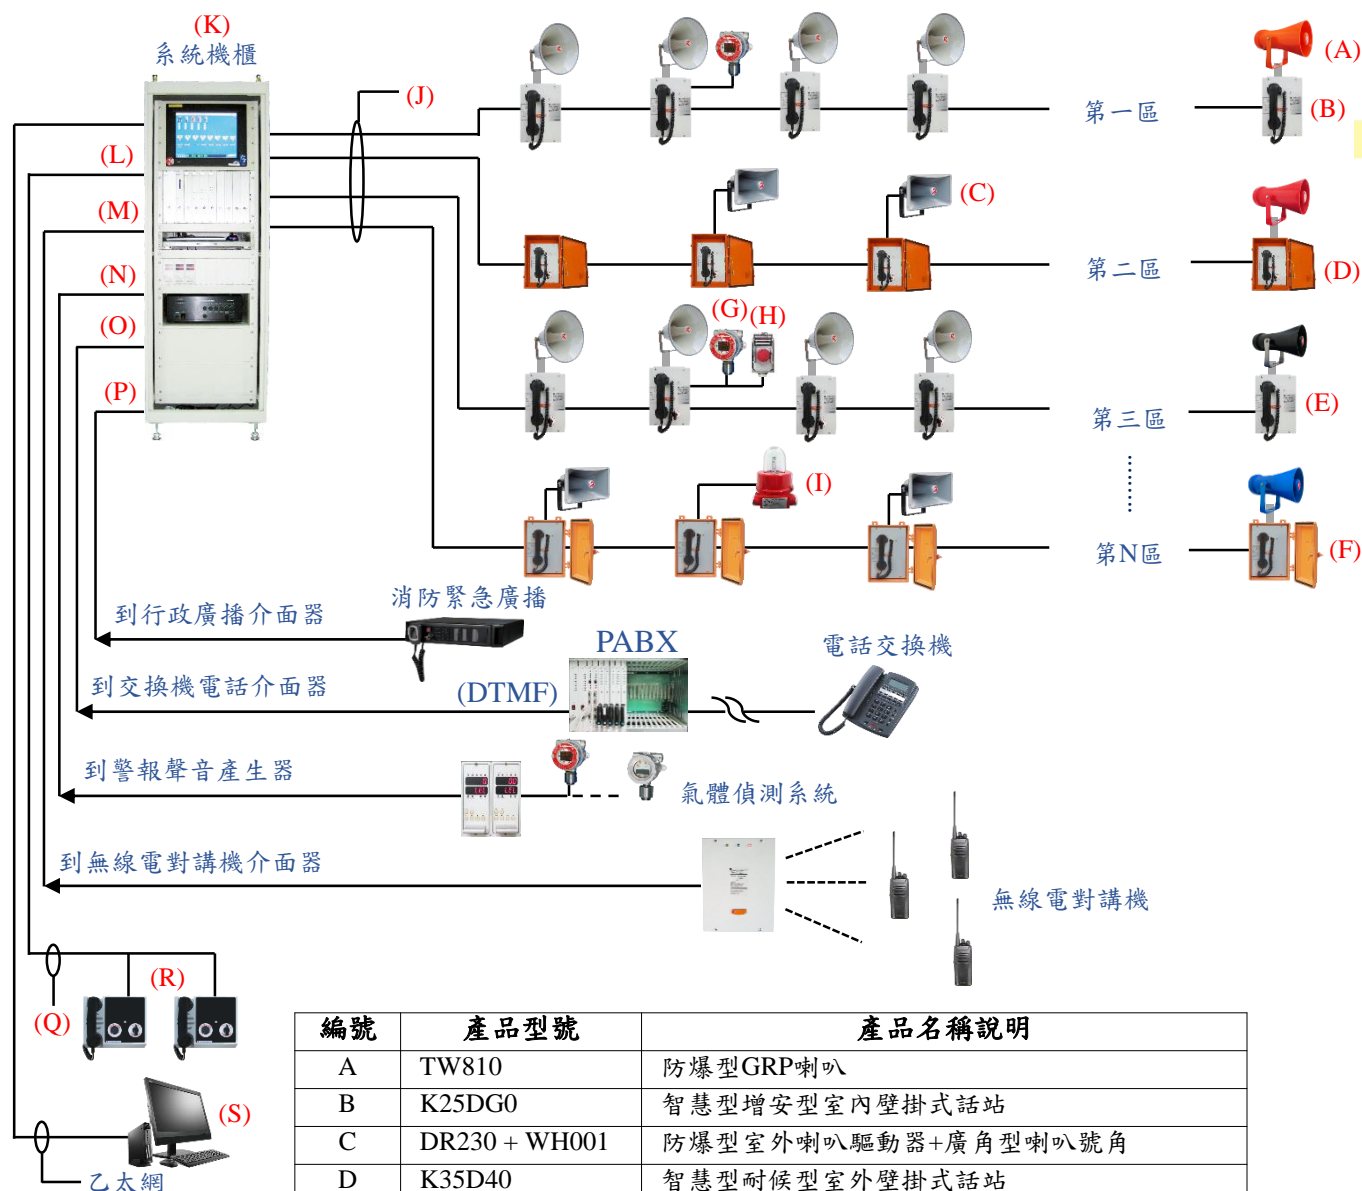 (K)
系統機櫃
(J)
(A)
(B)
第一區
(L)
(M)
(C)
第二區
(D)
(N)
(O)
(P)
(G)(H)
第三區
(E)
(I)
第N區
(F)
到行政廣播介面器
消防緊急廣播
PABX
電話交換機
到交換機電話介面器
(DTMF)
到警報聲音產生器
氣體偵測系統
到無線電對講機介面器
無線電對講機
(Q)
(R)
(S)
乙太網
編號 產品型號 產品名稱說明
A TW810 防爆型GRP喇叭
B K25DG0 智慧型增安型室內壁掛式話站
C DR230 + WH001 防爆型室外喇叭驅動器+廣角型喇叭號角
D K35D40 智慧型耐候型室外壁掛式話站